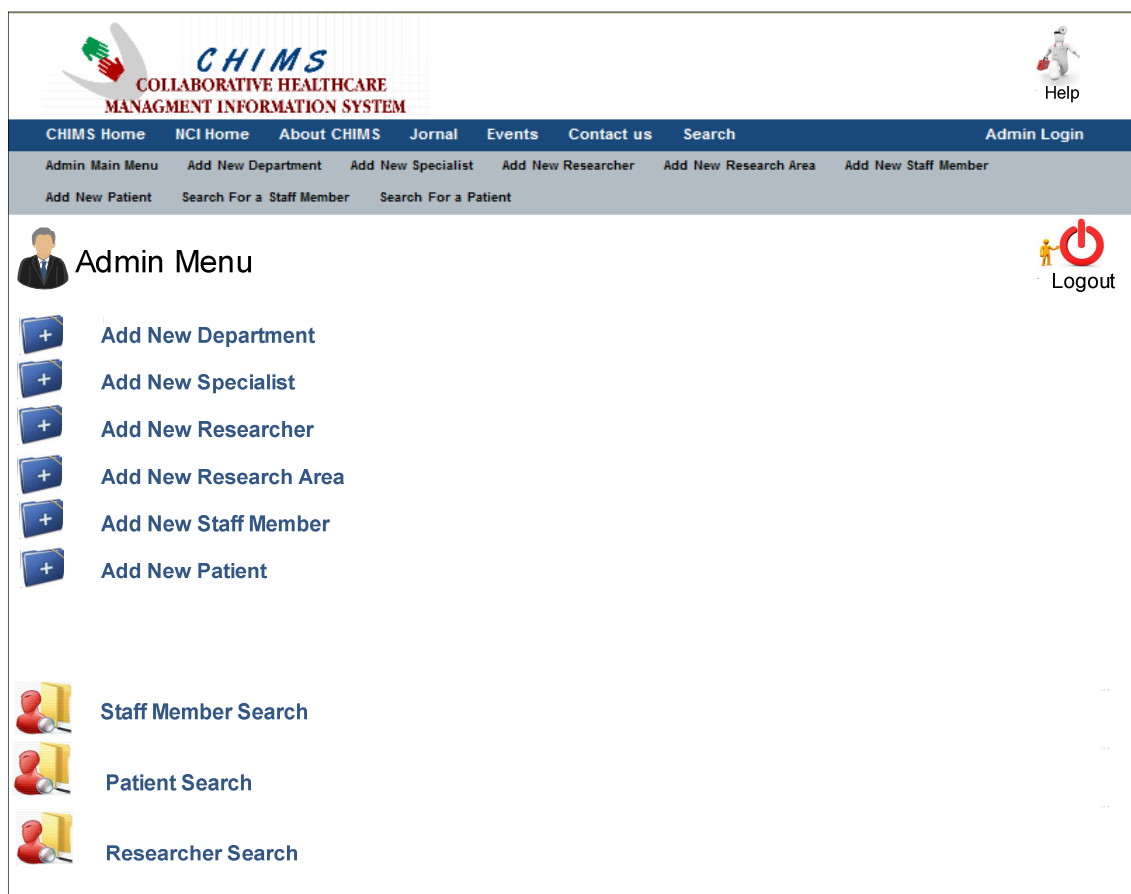 CHIMS
COLLABORATIVE HEALTHCARE
MANAGMENT INFORMATION SYSTEM
Help
CHIMS Home NCI Home About CHIMS Jornal Events Contact us Search Admin Login
Admin Main Menu Add New Department Add New Specialist Add New Researcher Add New Research Area Add New Staff Member
Add New Patient Search For a Staff Member Search For a Patient
Admin Menu
Logout
Add New Department
Add New Specialist
Add New Researcher
Add New Research Area
Add New Staff Member
Add New Patient
Staff Member Search
Patient Search
Researcher Search